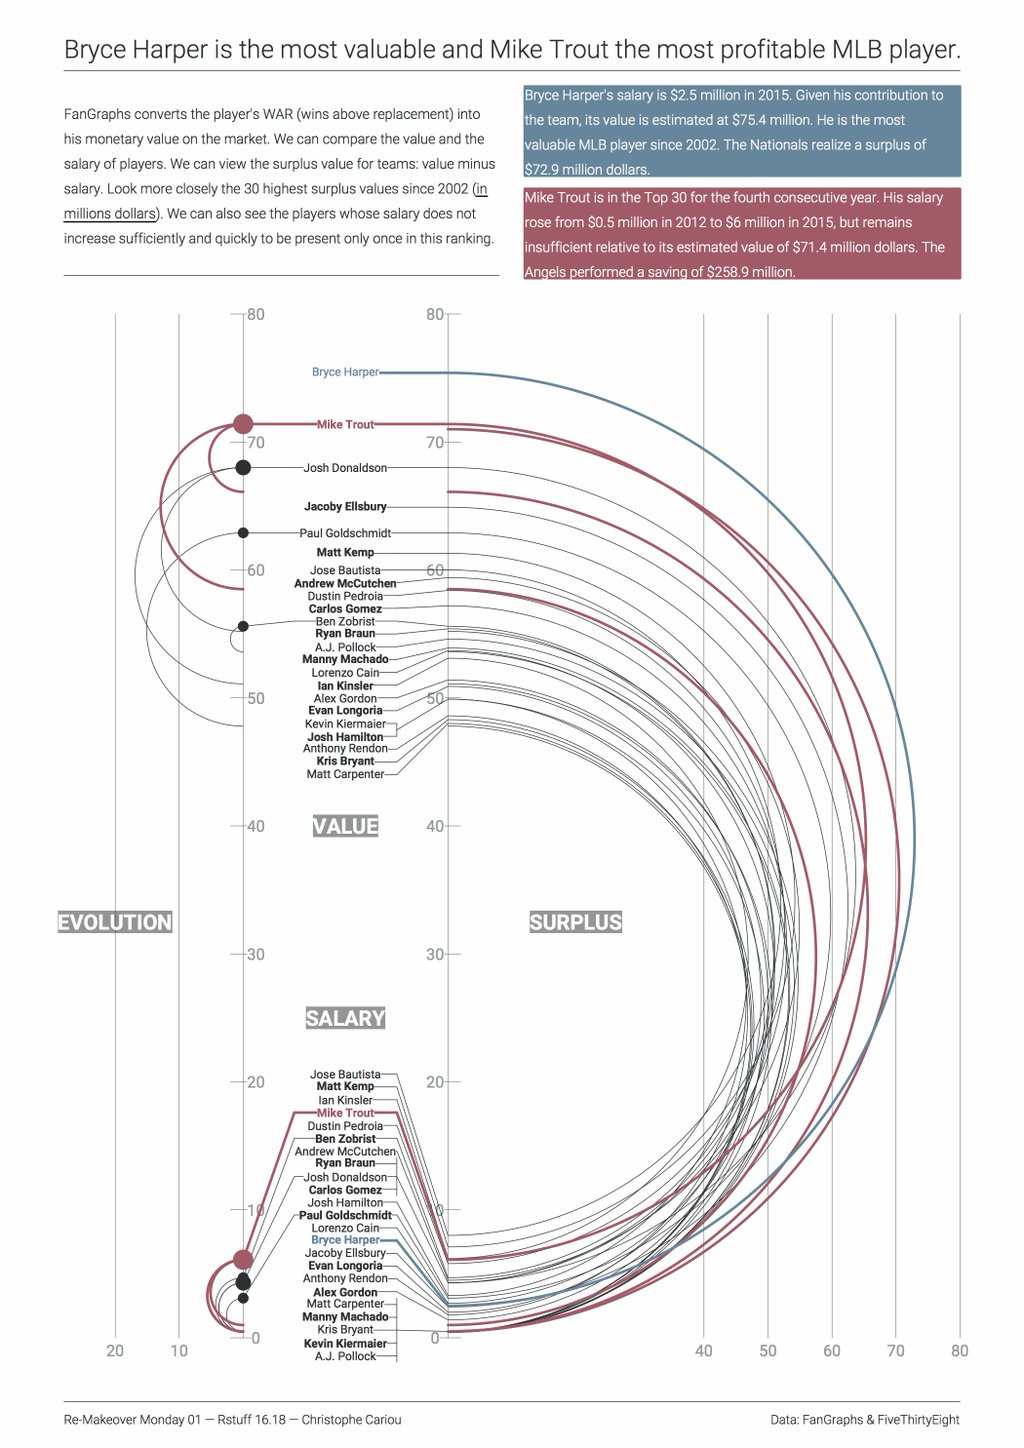 Bryce Harper is the most valuable and Mike Trout the most profitable MLB player.
FanGraphs converts the player's WAR (wins above replacement) into
his monetary value on the market. We can compare the value and the
salary of players. We can view the surplus value for teams: value minus
salary. Look more closely the 30 highest surplus values since 2002 (in
millions dollars). We can also see the players whose salary does not
increase sufficiently and quickly to be present only once in this ranking.
Bryce Harper's salary is $2.5 million in 2015. Given his contribution to
the team, its value is estimated at $75.4 million. He is the most
valuable MLB player since 2002. The Nationals realize a surplus of
$72.9 million dollars.
Mike Trout is in the Top 30 for the fourth consecutive year. His salary
rose from $0.5 million in 2012 to $6 million in 2015, but remains
insufficient relative to its estimated value of $71.4 million dollars. The
Angels performed a saving of $258.9 million.
80 80
Bryce Harper
Mike Trout
70 70
Josh Donaldson
Jacoby Ellsbury
Paul Goldschmidt
Matt Kemp
60 Jose Bautista 60
Andrew McCutchen
Dustin Pedroia
Carlos Gomez
Ben Zobrist
Ryan Braun
A.J. Pollock
Manny Machado
Lorenzo Cain
Ian Kinsler
50 Alex Gordon 50
Evan Longoria
Kevin Kiermaier
Josh Hamilton
Anthony Rendon
Kris Bryant
Matt Carpenter
40 VALUE 40
EVOLUTION SURPLUS
30 30
SALARY
Jose Bautista
20 Matt Kemp 20
Ian Kinsler
Mike Trout
Dustin Pedroia
Ben Zobrist
Andrew McCutchen
Ryan Braun
Josh Donaldson
Carlos Gomez
Josh Hamilton
10 Paul Goldschmidt 10
Lorenzo Cain
Bryce Harper
Jacoby Ellsbury
Evan Longoria
Anthony Rendon
Alex Gordon
Matt Carpenter
Manny Machado
Kris Bryant
0 Kevin Kiermaier 0
A.J. Pollock
20 10 40 50 60 70 80
Re-Makeover Monday 01 — Rstuff 16.18 — Christophe Cariou
Data: FanGraphs & FiveThirtyEight